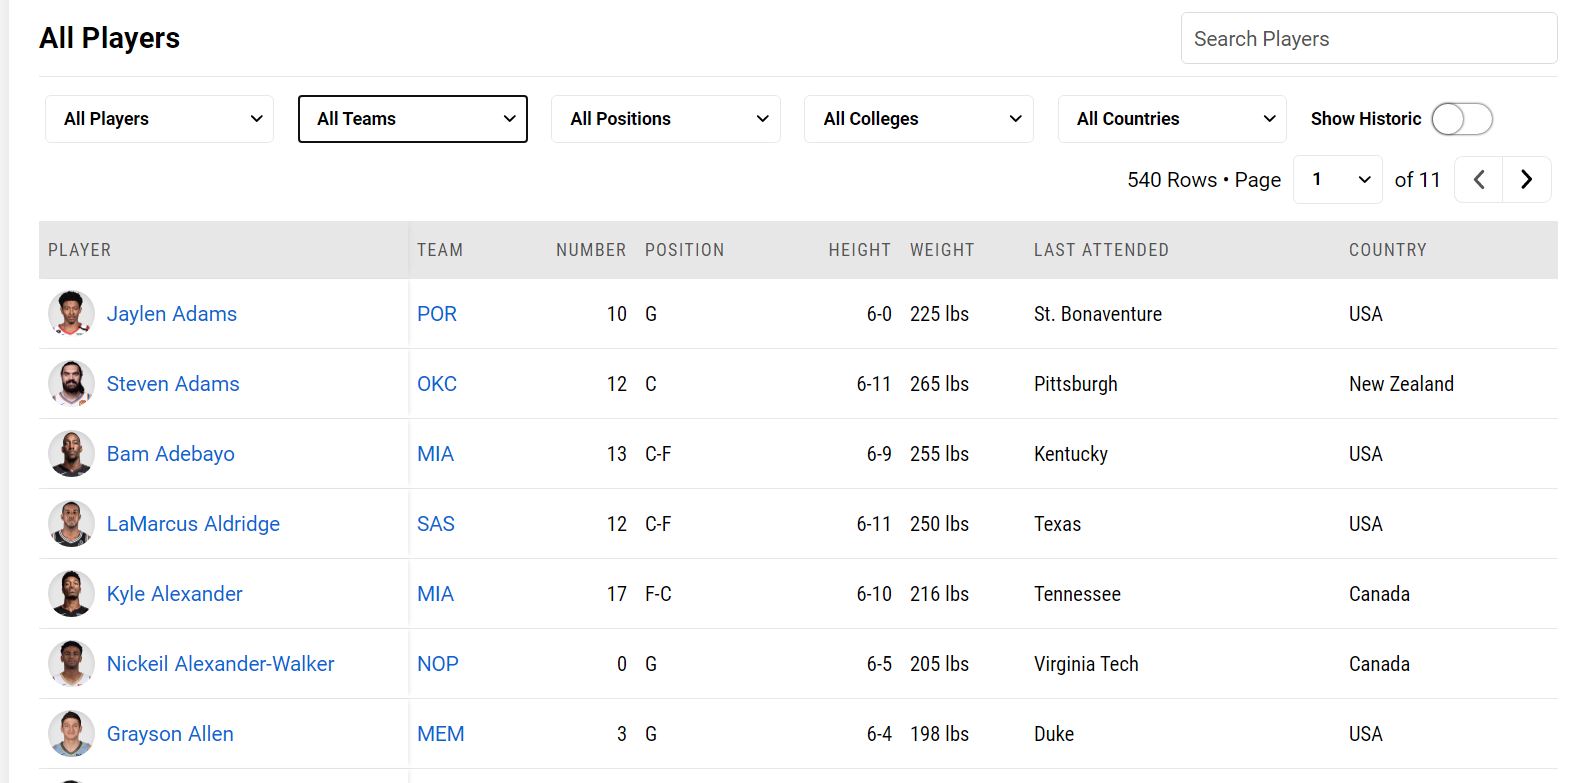 All Players
Search Players
All Players All Teams All Positions All Colleges All Countries Show Historic
540 Rows • Page 1 of 11
PLAYER TEAM NUMBER POSITION HEIGHT WEIGHT LAST ATTENDED COUNTRY
Jaylen Adams POR 10 G 6-0 225 lbs St. Bonaventure USA
Steven Adams OKC 12 C 6-11 265 lbs Pittsburgh New Zealand
Bam Adebayo MIA 13 C-F 6-9 255 lbs Kentucky USA
LaMarcus Aldridge SAS 12 C-F 6-11 250 lbs Texas USA
Kyle Alexander MIA 17 F-C 6-10 216 lbs Tennessee Canada
Nickeil Alexander-Walker NOP 0 G 6-5 205 lbs Virginia Tech Canada
Grayson Allen MEM 3 G 6-4 198 lbs Duke USA